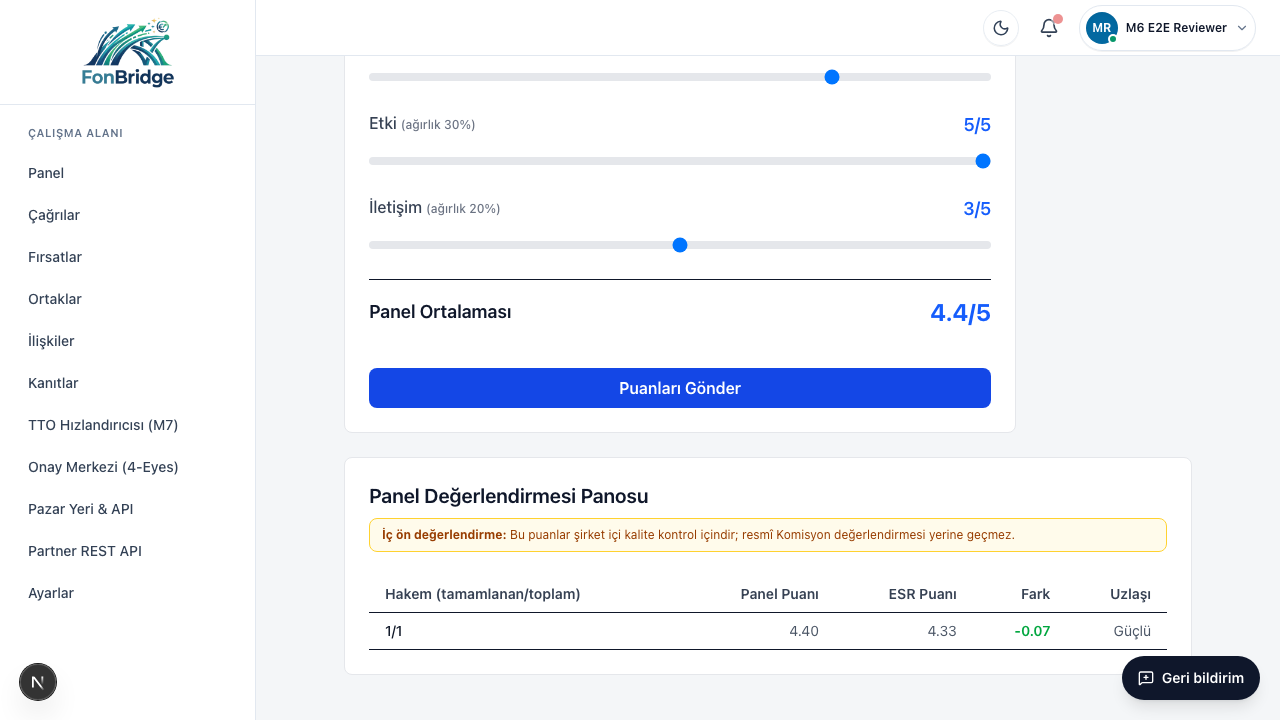 FonBridge
MR
M6 E2E Reviewer
ÇALIŞMA ALANI
Panel
Çağrılar
Fırsatlar
Ortaklar
İlişkiler
Kanıtlar
TTO Hızlandırıcısı (M7)
Onay Merkezi (4-Eyes)
Pazar Yeri & API
Partner REST API
Ayarlar
N
Etki (ağırlık 30%) 5/5
İletişim (ağırlık 20%) 3/5
Panel Ortalaması 4.4/5
Puanları Gönder
Panel Değerlendirmesi Panosu
İç ön değerlendirme: Bu puanlar şirket içi kalite kontrol içindir; resmî Komisyon değerlendirmesi yerine geçmez.
Hakem (tamamlanan/toplam) Panel Puanı ESR Puanı Fark Uzlaşı
1/1 4.40 4.33 -0.07 Güçlü
Geri bildirim